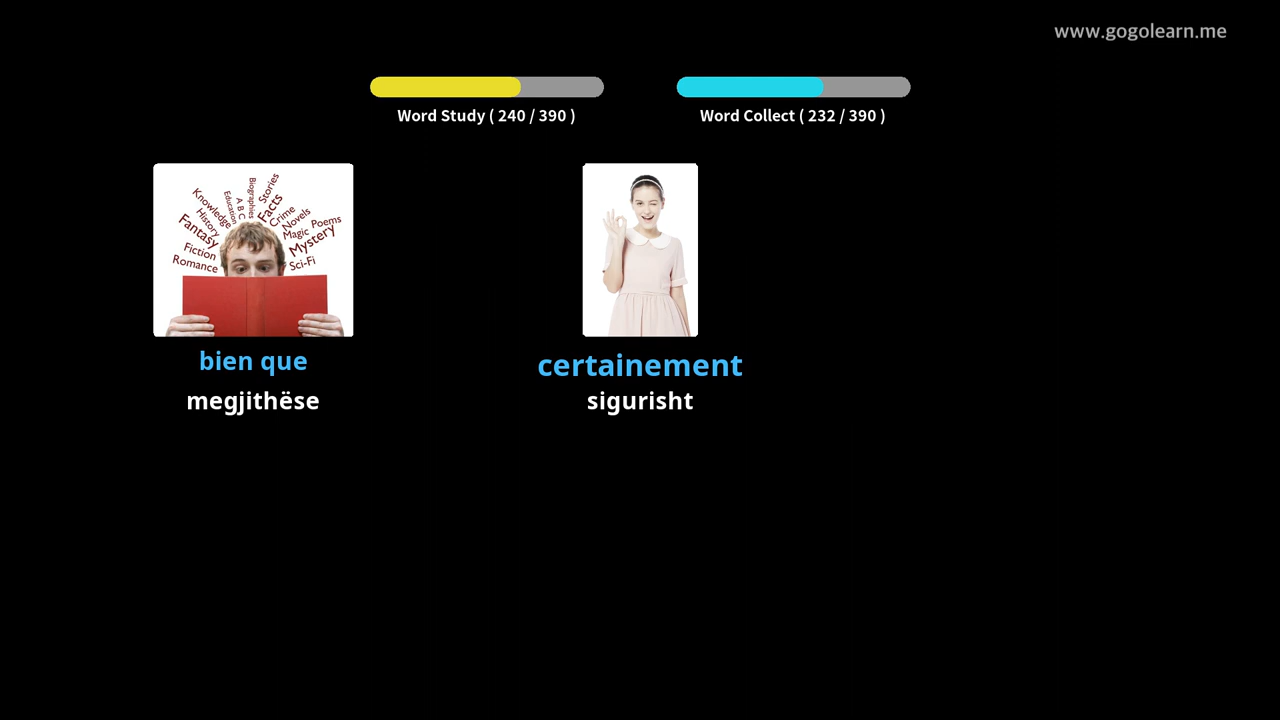 www.gogolearn.me
Word Study ( 240 / 390 )
Word Collect ( 232 / 390 )
Biographies
Stories
Knowledge
Education
A B C
Facts
Crime
History
Novels
Fantasy
Magic
Poems
Mystery
Fiction
Romance
Sci-Fi
bien que
certainement
megjithëse
sigurisht